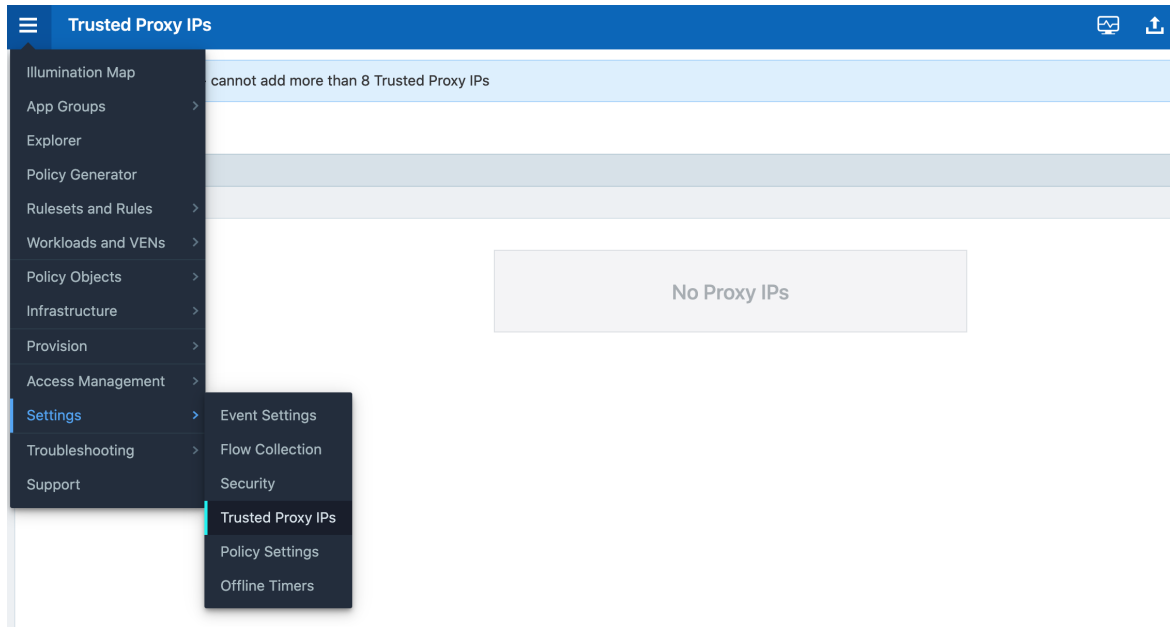 Trusted Proxy IPs
Illumination Map
cannot add more than 8 Trusted Proxy IPs
App Groups
Explorer
Policy Generator
Rulesets and Rules
Workloads and VENs
Policy Objects
No Proxy IPs
Infrastructure
Provision
Access Management
Settings
Event Settings
Troubleshooting
Flow Collection
Support
Security
Trusted Proxy IPs
Policy Settings
Offline Timers